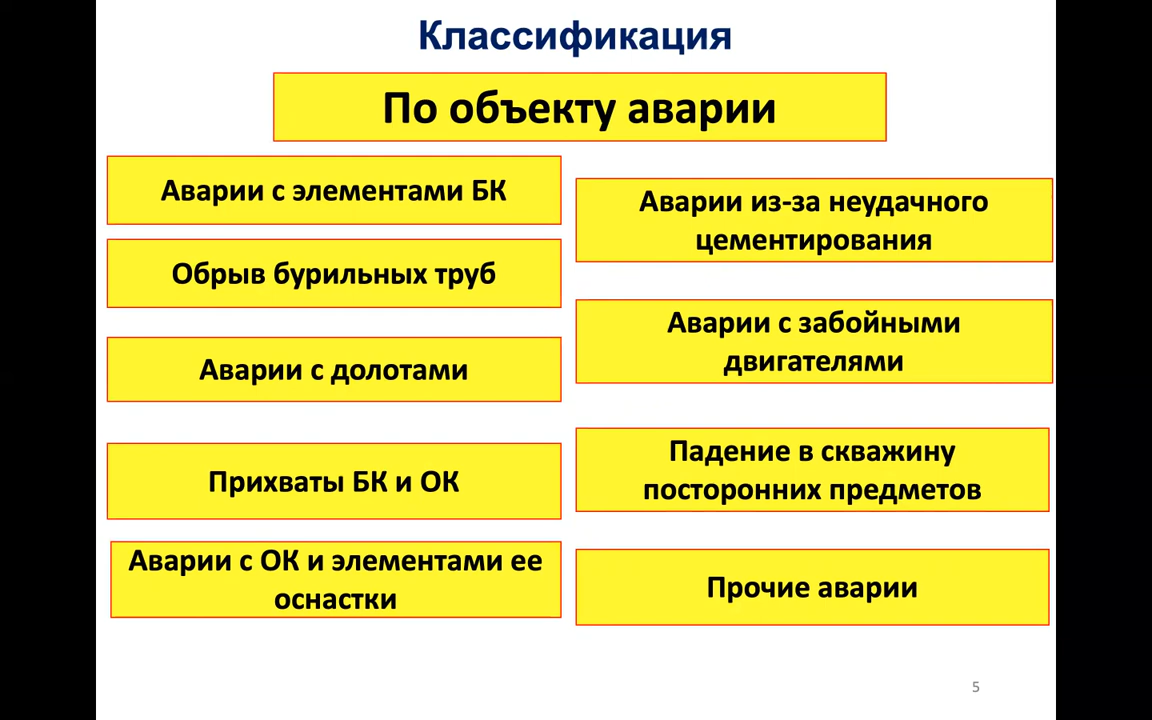 Классификация
По объекту аварии
Аварии с элементами БК
Обрыв бурильных труб
Аварии с долотами
Прихваты БК и ОК
Аварии с ОК и элементами ее
оснастки
Аварии из-за неудачного
цементирования
Аварии с забойными
двигателями
Падение в скважину
посторонних предметов
Прочие аварии
5